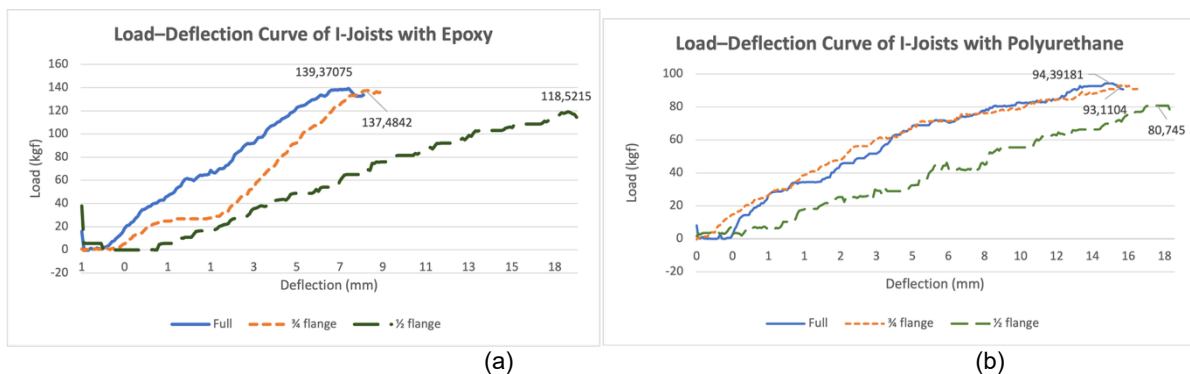 Load–Deflection Curve of I-Joists with Epoxy
160
140
120
100
80
60
40
20
0
-20
Load (kgf)
139,37075
137,4842
118,5215
1 0 1 1 3 5 7 9 11 13 15 18
Deflection (mm)
Full ¾ flange ½ flange
(a)
Load–Deflection Curve of I-Joists with Polyurethane
100
80
60
40
20
0
-20
Load (kgf)
94,39181
93,1104
80,745
0 0 1 1 2 3 5 6 8 10 12 14 16 18
Deflection (mm)
Full ¾ flange ½ flange
(b)